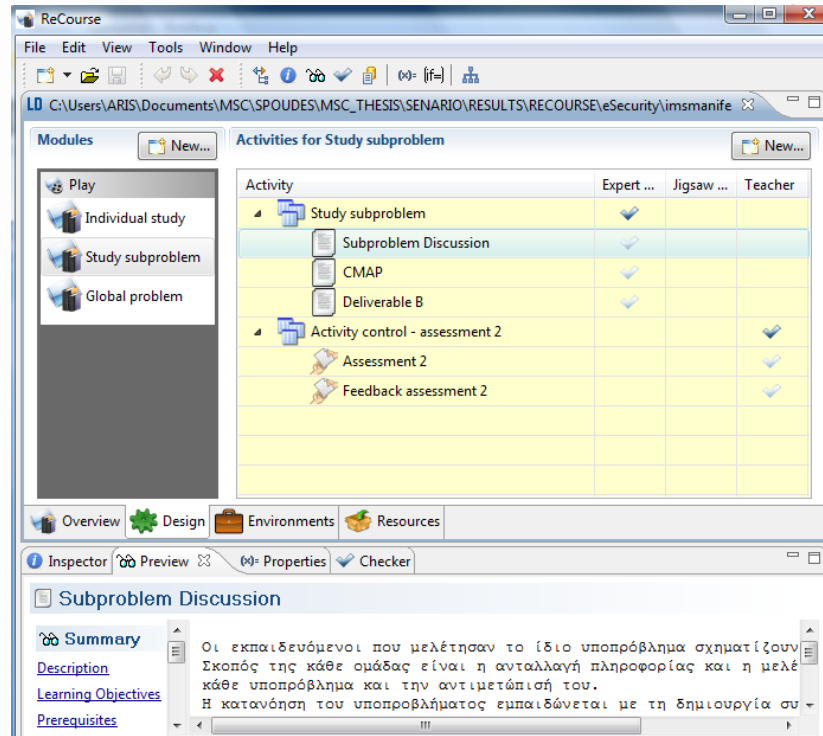 ReCourse
File Edit View Tools Window Help
(x)= [if=]
LD C:\Users\ARIS\Documents\MSC\SPOUDES\MSC_THESIS\SENARIO\RESULTS\RECOURSE\eSecurity\imsmanife
Modules New... Activities for Study subproblem New...
Play
Individual study
Study subproblem
Global problem
Activity Expert ... Jigsaw ... Teacher
Study subproblem
Subproblem Discussion
CMAP
Deliverable B
Activity control - assessment 2
Assessment 2
Feedback assessment 2
Overview Design Environments Resources
Inspector Preview (x)= Properties Checker
Subproblem Discussion
Summary
Description
Learning Objectives
Prerequisites
Οι εκπαιδευόμενοι που μελέτησαν το ίδιο υποπρόβλημα σχηματίζουν
Σκοπός της κάθε ομάδας είναι η ανταλλαγή πληροφορίας και η μελέ
κάθε υποπρόβλημα και την αντιμετώπισή του.
Η κατανόηση του υποπροβλήματος εμπαιδώνεται με τη δημιουργία συ